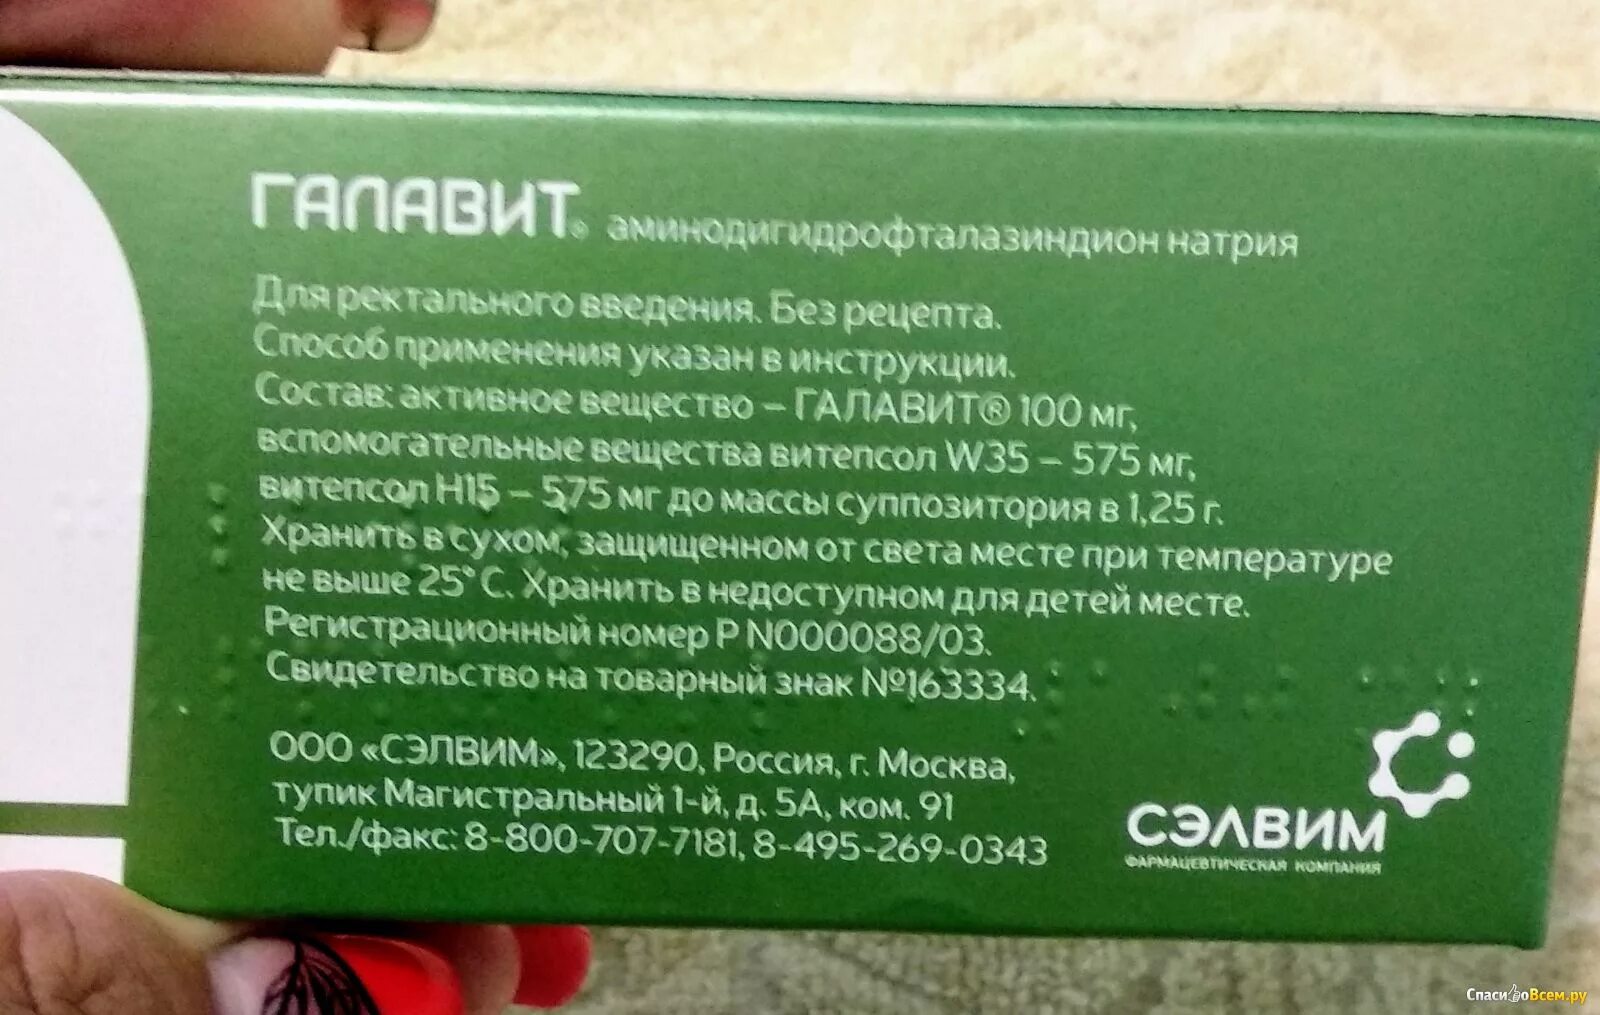 ГАЛАВИТ® аминодигидрофталазиндион натрия
Для ректального введения. Без рецепта.
Способ применения указан в инструкции.
Состав: активное вещество – ГАЛАВИТ® 100 мг,
вспомогательные вещества витепсол W35 – 575 мг,
витепсол H15 – 575 мг до массы суппозитория в 1,25 г.
Хранить в сухом, защищенном от света месте при температуре
не выше 25°С. Хранить в недоступном для детей месте.
Регистрационный номер Р N000088/03.
Свидетельство на товарный знак №163334.
ООО «СЭЛВИМ», 123290, Россия, г. Москва,
тупик Магистральный 1-й, д. 5А, ком. 91
Тел./факс: 8-800-707-7181, 8-495-269-0343
СЭЛВИМ
ФАРМАЦЕВТИЧЕСКАЯ КОМПАНИЯ
СпасибоВсем.ру